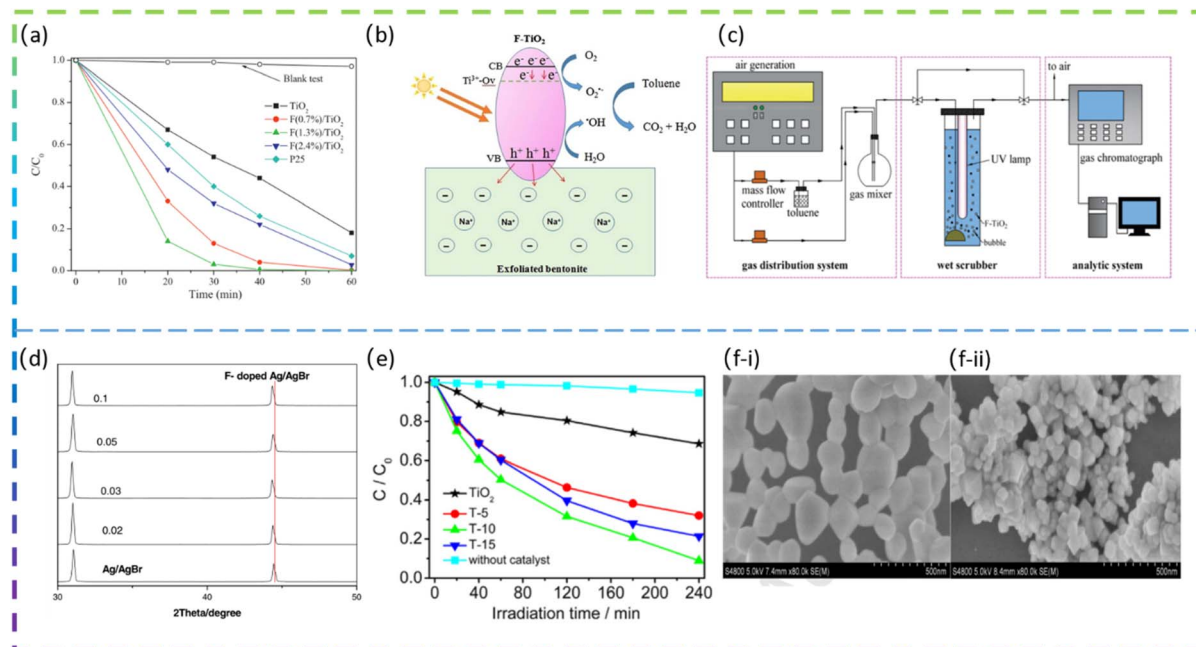 (a)
1.0
0.8
0.6
0.4
0.2
0.0
C/C₀
Blank test
TiO₂
F(0.7%)/TiO₂
F(1.3%)/TiO₂
F(2.4%)/TiO₂
P25
0 10 20 30 40 50 60
Time (min)
(b)
F-TiO₂
CB
e⁻ e⁻ e⁻
e⁻ e⁻
Ti³⁺-Ov
O₂
O₂•⁻
Toluene
•OH
CO₂ + H₂O
VB
h⁺ h⁺ h⁺
H₂O
Na⁺ Na⁺ Na⁺ Na⁺
Exfoliated bentonite
(c)
air generation
to air
mass flow
controller
toluene
gas mixer
UV lamp
F-TiO₂
bubble
gas chromatograph
gas distribution system
wet scrubber
analytic system
(d)
F- doped Ag/AgBr
0.1
0.05
0.03
0.02
Ag/AgBr
30 40 50
2Theta/degree
(e)
1.0
0.8
0.6
0.4
0.2
0.0
C / C₀
TiO₂
T-5
T-10
T-15
without catalyst
0 40 80 120 160 200 240
Irradiation time / min
(f-i)
S4800 5.0kV 7.4mm x80.0k SE(M)
500nm
(f-ii)
S4800 5.0kV 8.4mm x80.0k SE(M)
500nm